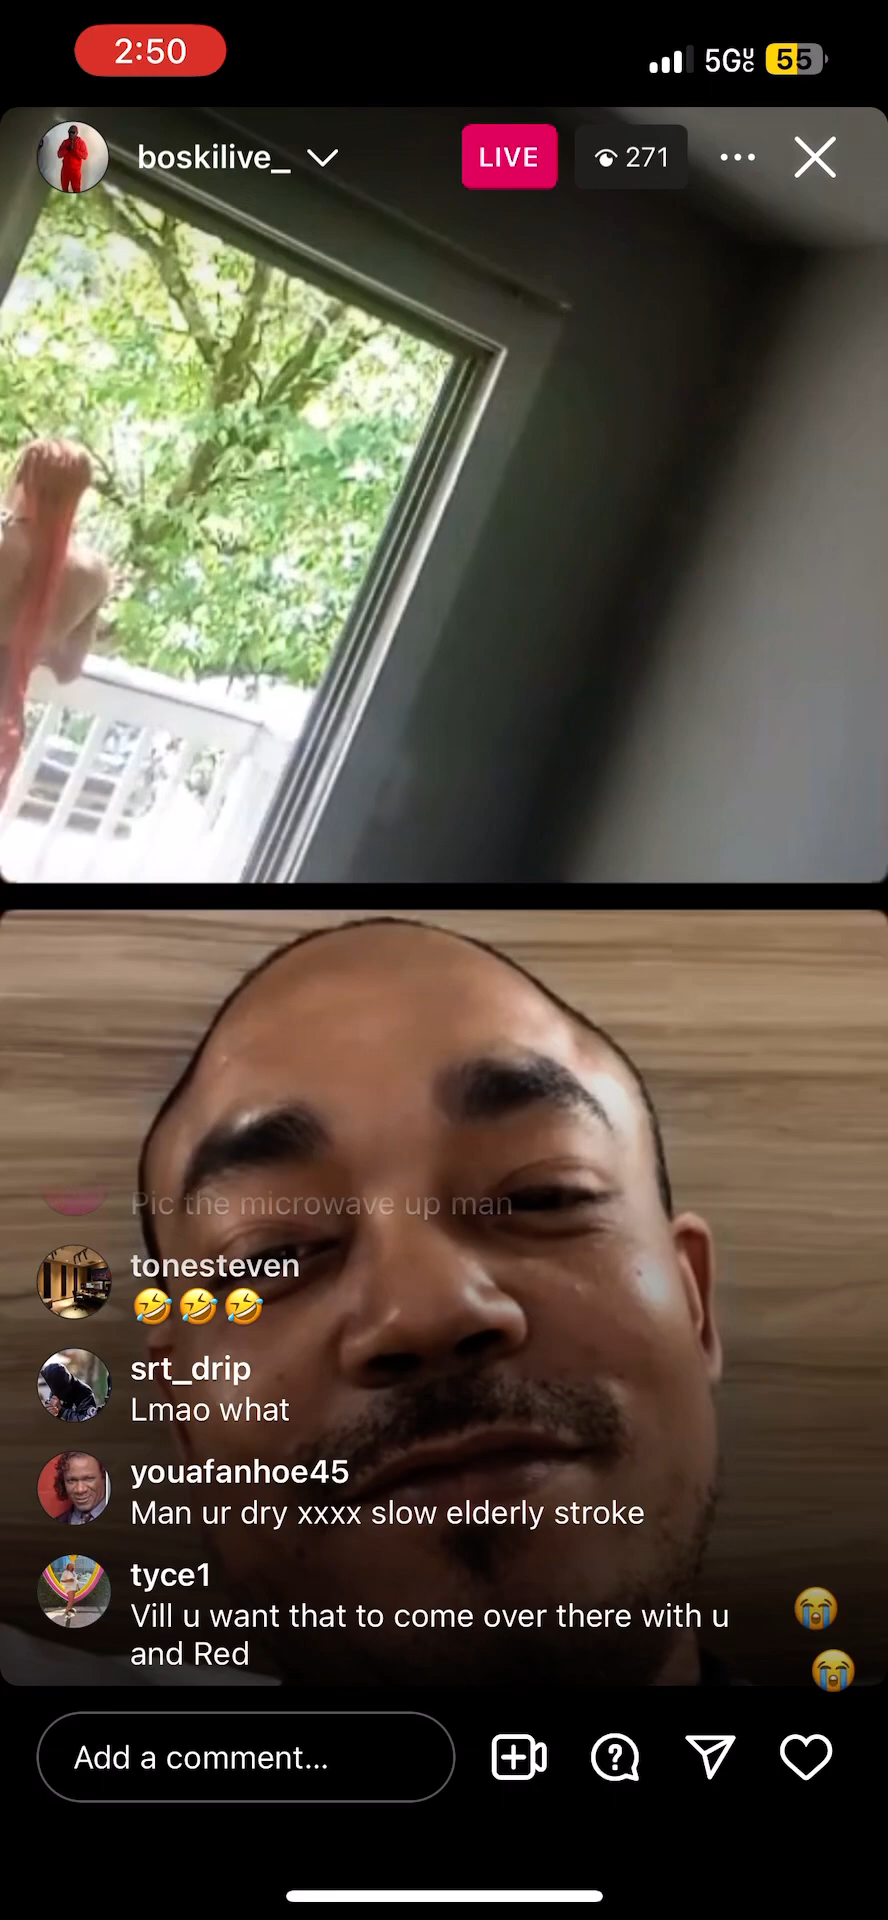 2:50
5GUC 55
boskilive_
LIVE
271
Pic the microwave up man
tonesteven
🤣🤣🤣
srt_drip
Lmao what
youafanhoe45
Man ur dry xxxx slow elderly stroke
tyce1
Vill u want that to come over there with u
and Red
Add a comment...